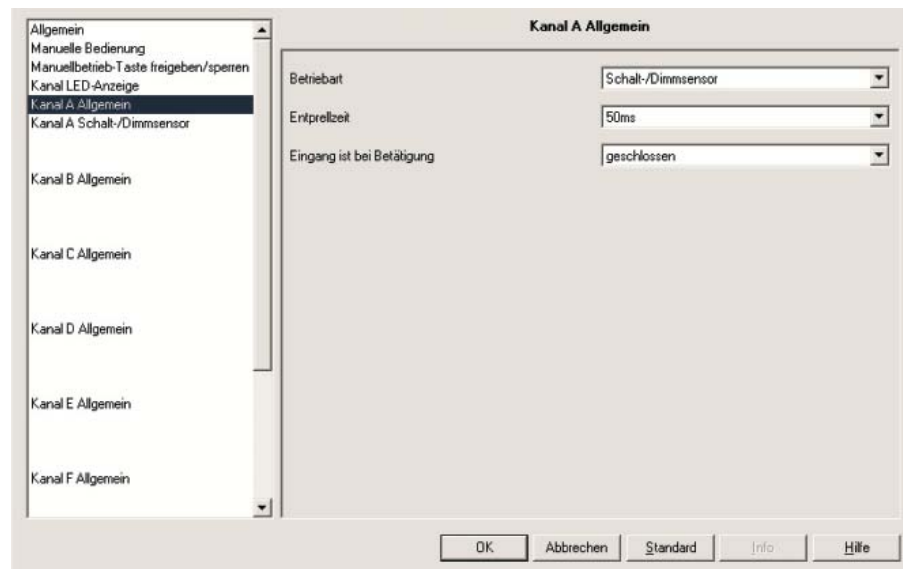 Allgemein
Manuelle Bedienung
Manuellbetrieb-Taste freigeben/sperren
Kanal LED-Anzeige
Kanal A Allgemein
Kanal A Schalt-/Dimmsensor
Kanal B Allgemein
Kanal C Allgemein
Kanal D Allgemein
Kanal E Allgemein
Kanal F Allgemein
Kanal A Allgemein
Betriebart Schalt-/Dimmsensor
Entprellzeit 50ms
Eingang ist bei Betätigung geschlossen
OK Abbrechen Standard Info Hilfe